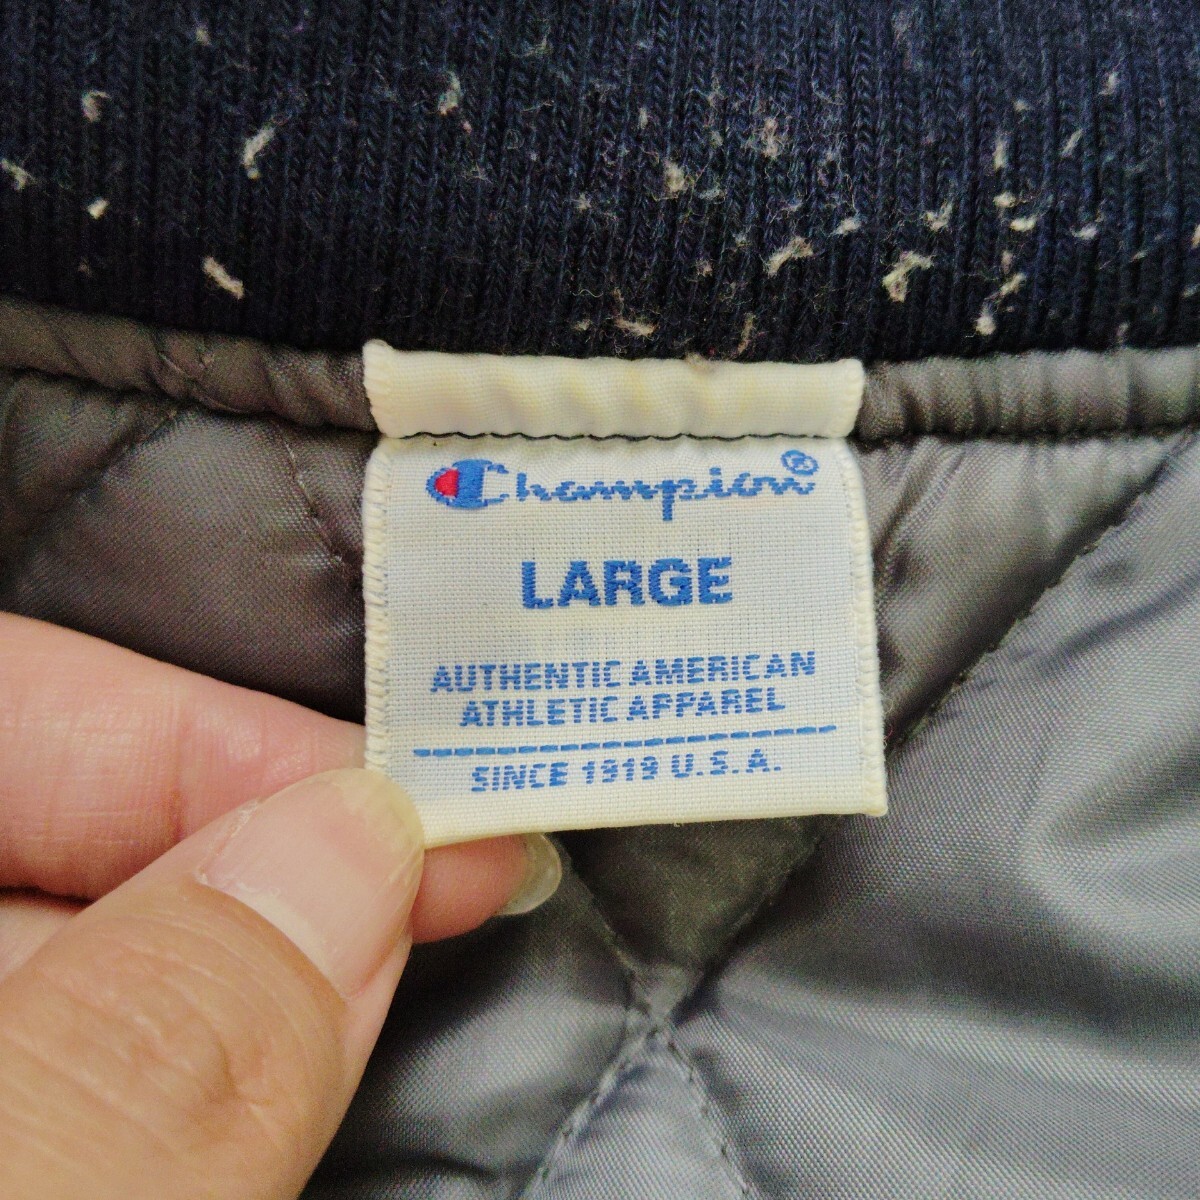 Champion®
LARGE
AUTHENTIC AMERICAN
ATHLETIC APPAREL
SINCE 1919 U.S.A.